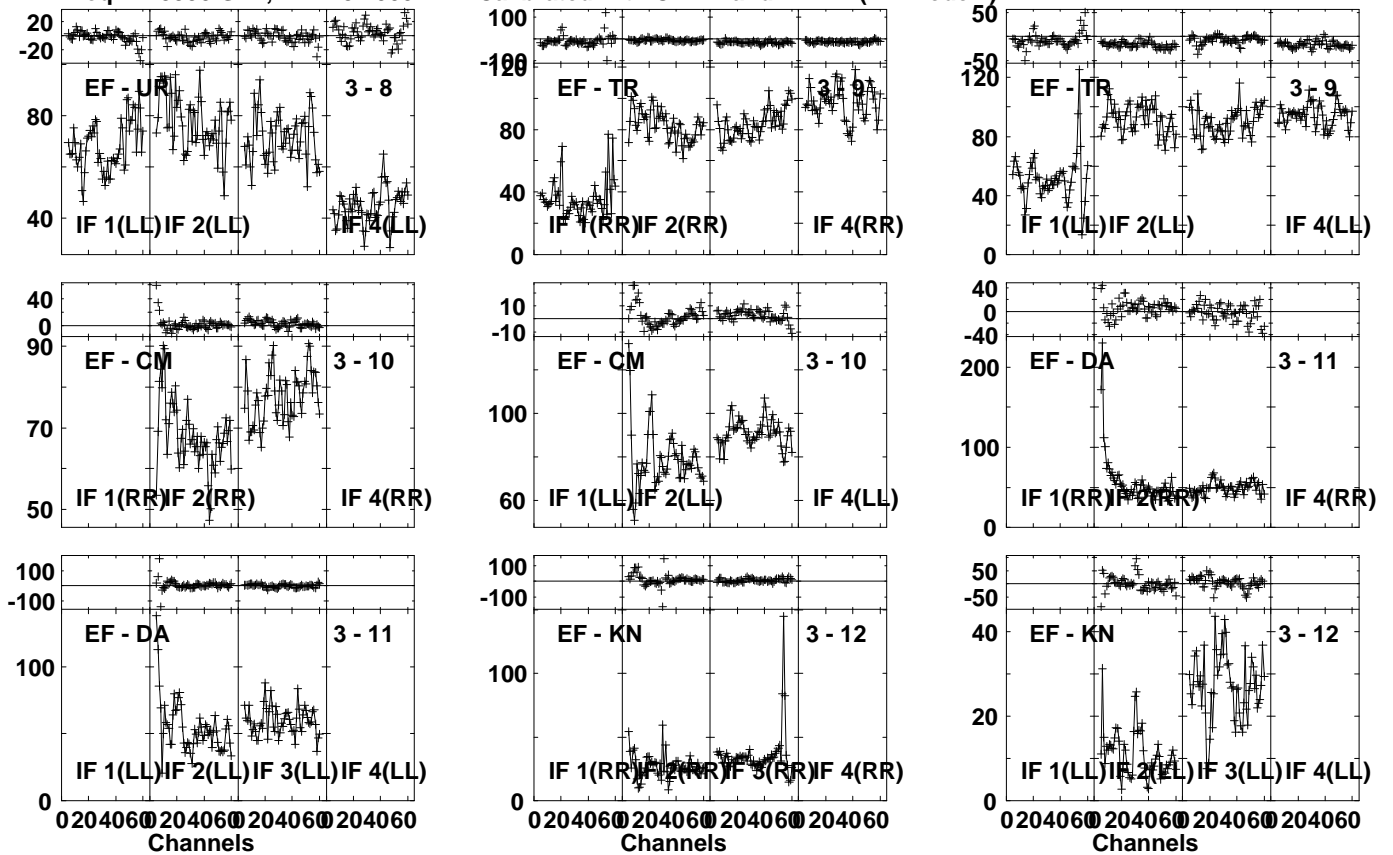 20
-20
EF - UR
3 - 8
80
40
IF 1(LL)
IF 2(LL)
IF 4(LL)
100
-100
120
EF - TR
3 - 9
80
40
0
IF 1(RR)
IF 2(RR)
IF 4(RR)
50
-50
120
EF - TR
3 - 9
100
80
60
40
20
0
IF 1(LL)
IF 2(LL)
IF 4(LL)
40
0
90
EF - CM
3 - 10
70
50
IF 1(RR)
IF 2(RR)
IF 4(RR)
10
-10
EF - CM
3 - 10
100
60
IF 1(LL)
IF 2(LL)
IF 4(LL)
40
0
-40
EF - DA
3 - 11
200
100
0
IF 1(RR)
IF 2(RR)
IF 4(RR)
100
-100
EF - DA
3 - 11
100
0
IF 1(LL)
IF 2(LL)
IF 3(LL)
IF 4(LL)
0 20 40 60 0 20 40 60 0 20 40 60 0 20 40 60
Channels
100
-100
EF - KN
3 - 12
100
0
IF 1(RR)
IF 2(RR)
IF 3(RR)
IF 4(RR)
0 20 40 60 0 20 40 60 0 20 40 60 0 20 40 60
Channels
50
-50
EF - KN
3 - 12
40
20
0
IF 1(LL)
IF 2(LL)
IF 3(LL)
IF 4(LL)
0 20 40 60 0 20 40 60 0 20 40 60 0 20 40 60
Channels